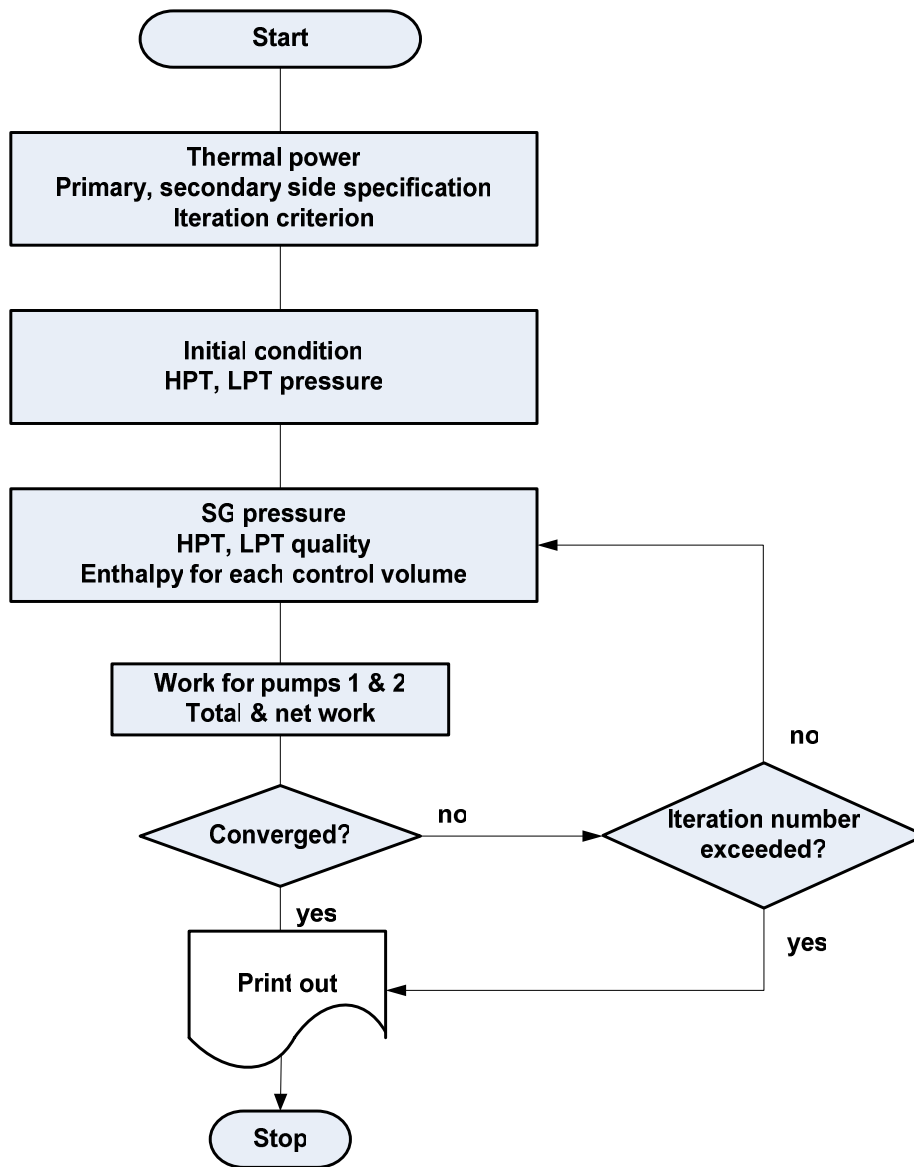 Start
Thermal power
Primary, secondary side specification
Iteration criterion
Initial condition
HPT, LPT pressure
SG pressure
HPT, LPT quality
Enthalpy for each control volume
Work for pumps 1 & 2
Total & net work
no
Converged?
no
Iteration number
exceeded?
yes
yes
Print out
Stop